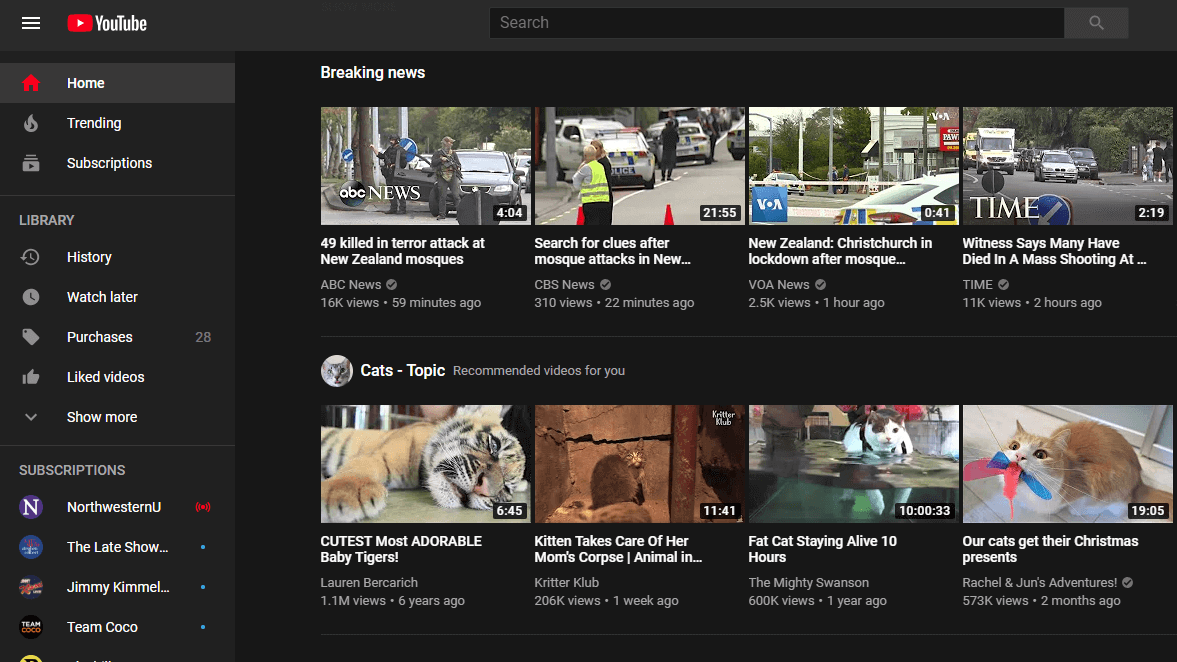 YouTube
Search
Home
Trending
Subscriptions
LIBRARY
History
Watch later
Purchases 28
Liked videos
Show more
SUBSCRIPTIONS
NorthwesternU
The Late Show...
Jimmy Kimmel...
TEAM COCO
Team Coco
Breaking news
abc NEWS
4:04
49 killed in terror attack at
New Zealand mosques
ABC News
16K views • 59 minutes ago
POLICE
21:55
Search for clues after
mosque attacks in New...
CBS News
310 views • 22 minutes ago
VOA
PAW
VOA
0:41
New Zealand: Christchurch in
lockdown after mosque...
VOA News
2.5K views • 1 hour ago
TIME
2:19
Witness Says Many Have
Died In A Mass Shooting At ...
TIME
11K views • 2 hours ago
Cats - Topic Recommended videos for you
6:45
CUTEST Most ADORABLE
Baby Tigers!
Lauren Bercarich
1.1M views • 6 years ago
Kritter
Klub
11:41
Kitten Takes Care Of Her
Mom's Corpse | Animal in...
Kritter Klub
206K views • 1 week ago
10:00:33
Fat Cat Staying Alive 10
Hours
The Mighty Swanson
600K views • 1 year ago
19:05
Our cats get their Christmas
presents
Rachel & Jun's Adventures!
573K views • 2 months ago